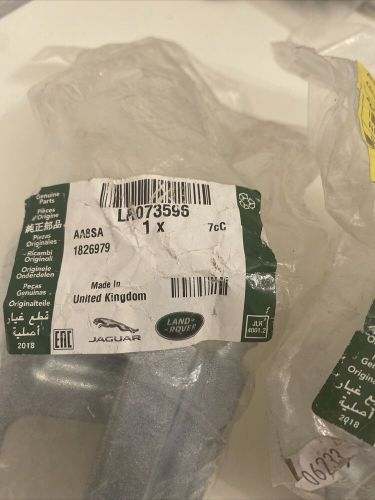 Genuine
Parts
Pièces
d'Origine
純正部品
Piezas
Originales
Ricambi
Originali
Originele
Onderdelen
Peças
Genuínas
Originalteile
قطع غيار
أصلية
2018
LR073596
1 x
7cC
AA8SA
1826979
Made In
United Kingdom
EAC
JAGUAR
LAND-
ROVER
JLR
4001.2
قطع غيار
أصلية
2018
06233